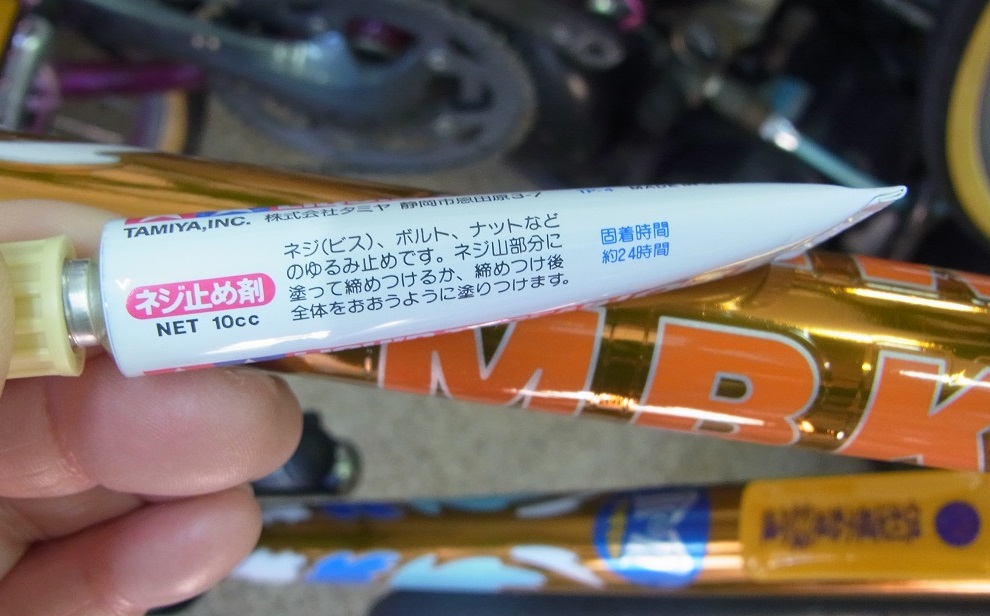 TAMIYA,INC. 株式会社タミヤ 静岡市恩田原3-7
ネジ止め剤
NET 10cc
ネジ(ビス)、ボルト、ナットなど
のゆるみ止めです。ネジ山部分に
塗って締めつけるか、締めつけ後
全体をおおうように塗りつけます。
固着時間
約24時間
MBK